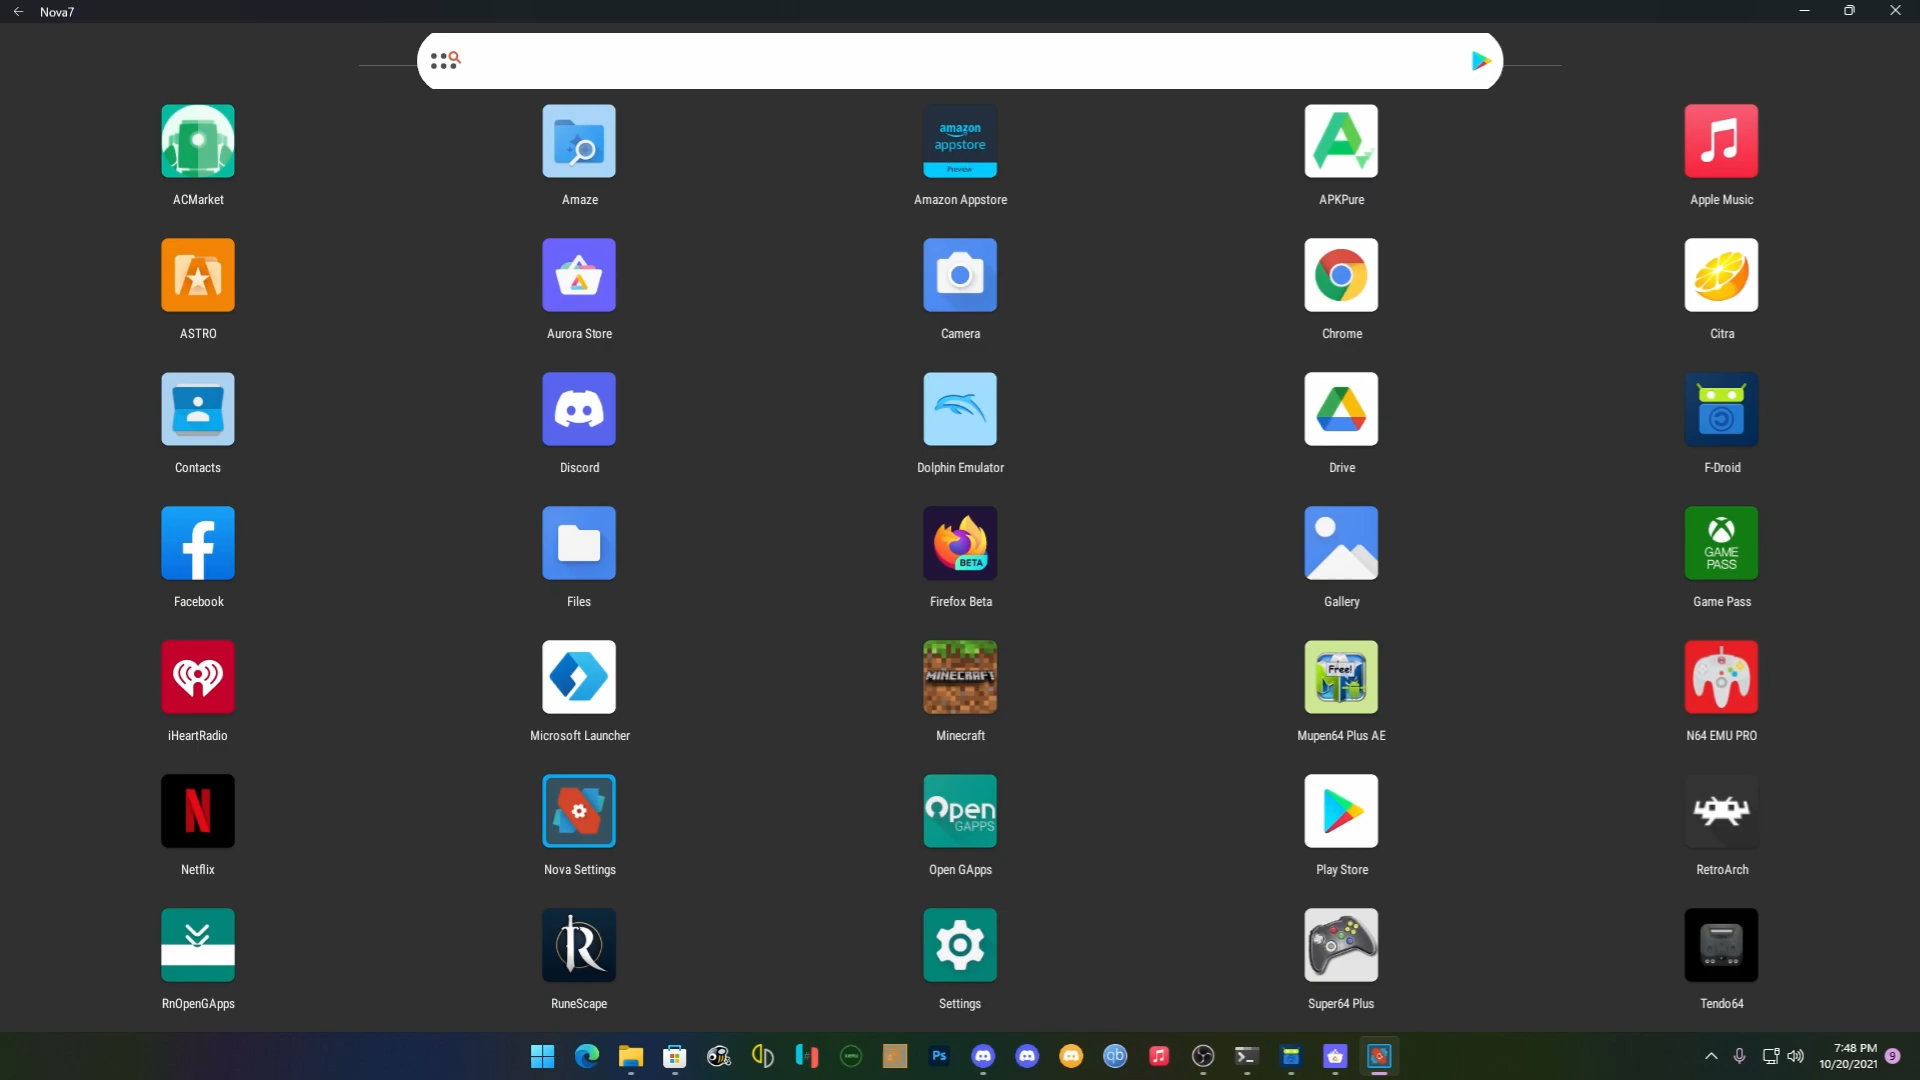 Nova7
amazon
appstore
Preview
ACMarket
Amaze
Amazon Appstore
APKPure
Apple Music
ASTRO
Aurora Store
Camera
Chrome
Citra
Contacts
Discord
Dolphin Emulator
Drive
F-Droid
BETA
GAME
PASS
Facebook
Files
Firefox Beta
Gallery
Game Pass
MINECRAFT
Free!
iHeartRadio
Microsoft Launcher
Minecraft
Mupen64 Plus AE
N64 EMU PRO
N
Open
GAPPS
Netflix
Nova Settings
Open GApps
Play Store
RetroArch
R
RnOpenGApps
RuneScape
Settings
Super64 Plus
Tendo64
Ps
qb
7:48 PM
10/20/2021
9